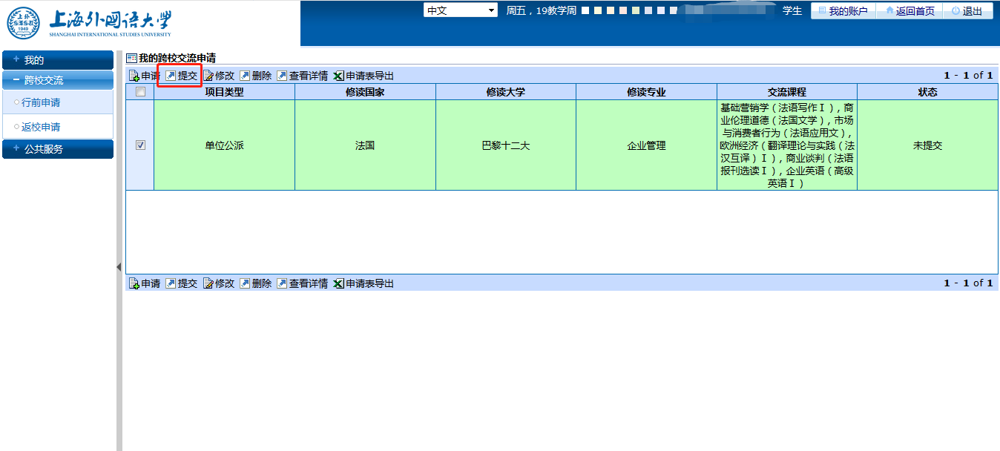 上海外国语大学
SHANGHAI INTERNATIONAL STUDIES UNIVERSITY
上外
SISU
1949
中文
周五，19教学周
学生
我的账户 返回首页 退出
我的
跨校交流
行前申请
返校申请
公共服务
我的跨校交流申请
申请 提交 修改 删除 查看详情 申请表导出 1 - 1 of 1
项目类型 修读国家 修读大学 修读专业 交流课程 状态
单位公派 法国 巴黎十二大 企业管理
基础营销学（法语写作Ⅰ），商
业伦理道德（法国文学），市场
与消费者行为（法语应用文），
欧洲经济（翻译理论与实践（法
汉互译）Ⅰ），商业谈判（法语
报刊选读Ⅰ），企业英语（高级
英语Ⅰ）
未提交
申请 提交 修改 删除 查看详情 申请表导出 1 - 1 of 1